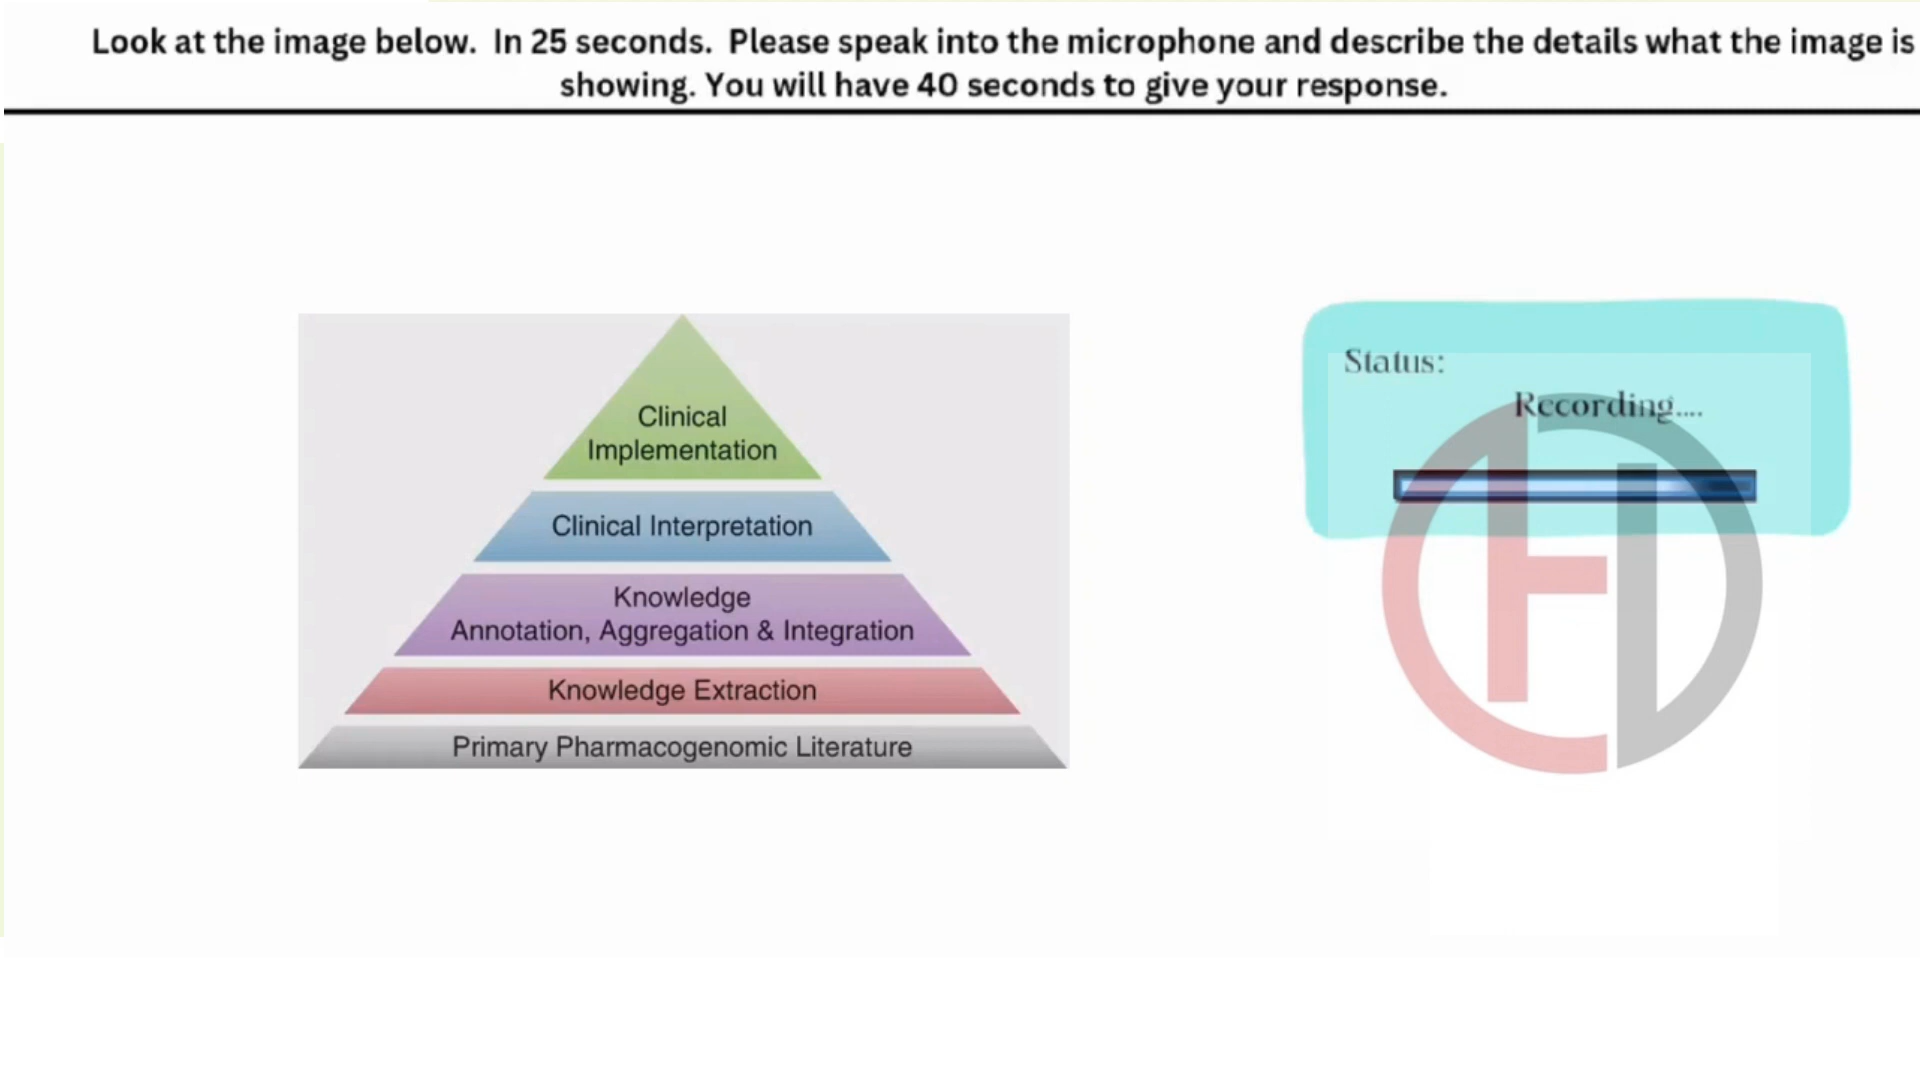 Look at the image below. In 25 seconds. Please speak into the microphone and describe the details what the image is
showing. You will have 40 seconds to give your response.
Clinical
Implementation
Clinical Interpretation
Knowledge
Annotation, Aggregation & Integration
Knowledge Extraction
Primary Pharmacogenomic Literature
Status:
Recording....